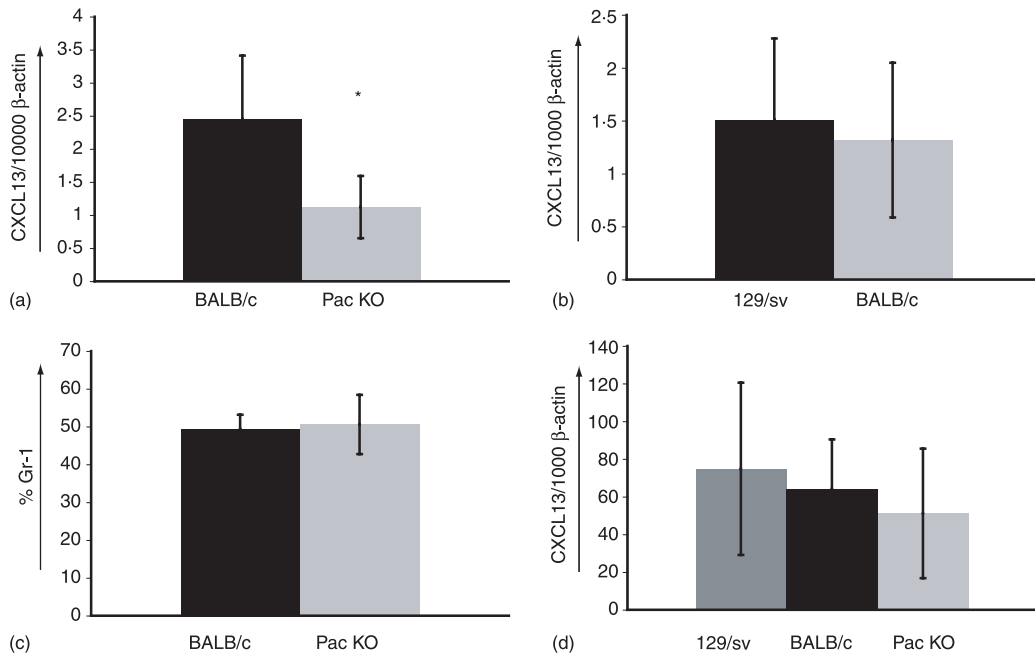 4
3·5
3
2·5
2
1·5
1
0·5
0
CXCL13/10000 β-actin
*
BALB/c Pac KO
(a)
2·5
2
1·5
1
0·5
0
CXCL13/1000 β-actin
129/sv BALB/c
(b)
70
60
50
40
30
20
10
0
% Gr-1
BALB/c Pac KO
(c)
140
120
100
80
60
40
20
0
CXCL13/1000 β-actin
129/sv BALB/c Pac KO
(d)